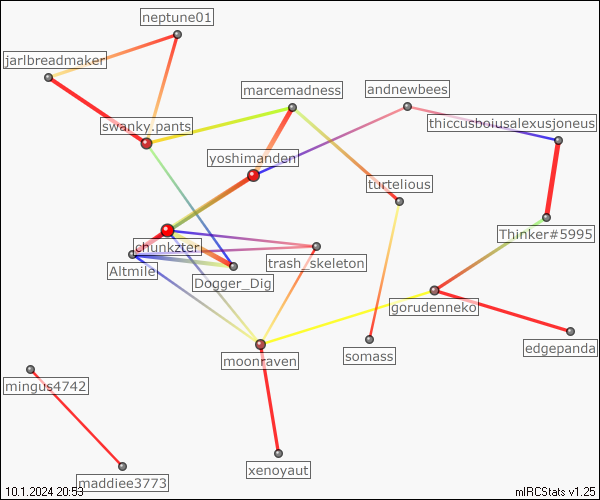 neptune01
jarlbreadmaker
marcemadness
andnewbees
swanky.pants
thiccusboiusalexusjoneus
yoshimanden
turtelious
Thinker#5995
chunkzter
trash_skeleton
Altmile
Dogger_Dig
gorudenneko
moonraven
somass
edgepanda
mingus4742
xenoyaut
maddiee3773
10.1.2024 20:53
mIRCStats v1.25